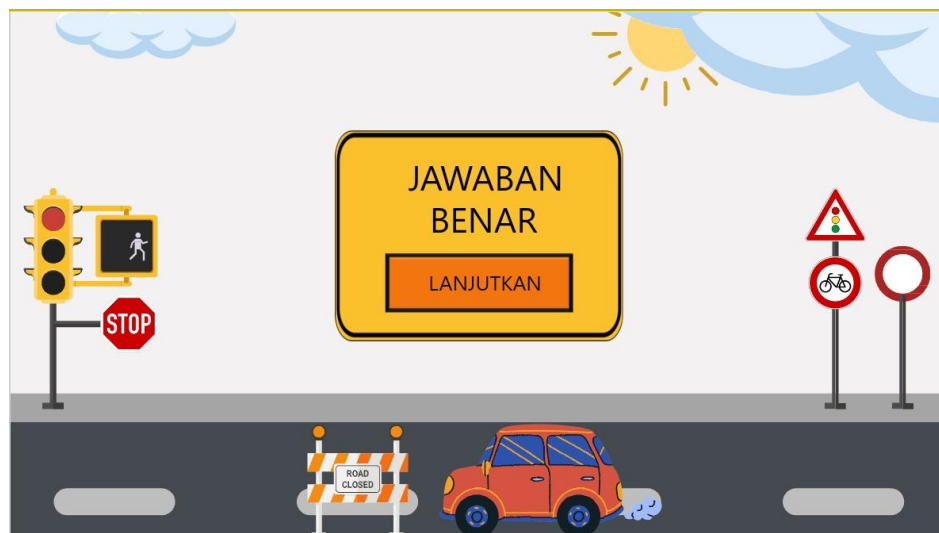 JAWABAN
BENAR
LANJUTKAN
STOP
ROAD
CLOSED